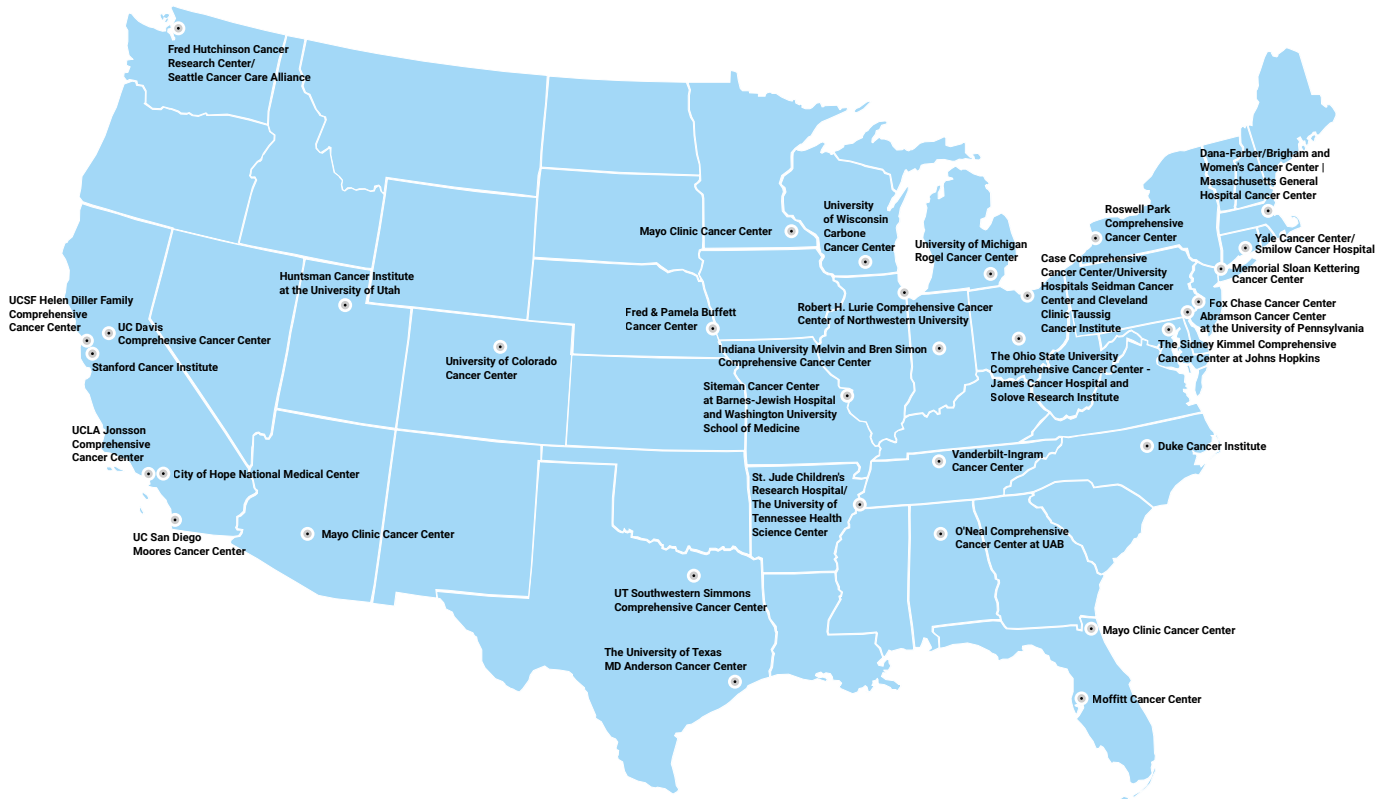 Fred Hutchinson Cancer
Research Center/
Seattle Cancer Care Alliance
Dana-Farber/Brigham and
Women's Cancer Center |
Massachusetts General
Hospital Cancer Center
Roswell Park
Comprehensive
Cancer Center
University
of Wisconsin
Carbone
Cancer Center
Mayo Clinic Cancer Center
University of Michigan
Rogel Cancer Center
Yale Cancer Center/
Smilow Cancer Hospital
Memorial Sloan Kettering
Cancer Center
Case Comprehensive
Cancer Center/University
Hospitals Seidman Cancer
Center and Cleveland
Clinic Taussig
Cancer Institute
Huntsman Cancer Institute
at the University of Utah
UCSF Helen Diller Family
Comprehensive
Cancer Center
UC Davis
Comprehensive Cancer Center
Stanford Cancer Institute
Fred & Pamela Buffett
Cancer Center
Robert H. Lurie Comprehensive Cancer
Center of Northwestern University
Fox Chase Cancer Center
Abramson Cancer Center
at the University of Pennsylvania
The Sidney Kimmel Comprehensive
Cancer Center at Johns Hopkins
Indiana University Melvin and Bren Simon
Comprehensive Cancer Center
The Ohio State University
Comprehensive Cancer Center -
James Cancer Hospital and
Solove Research Institute
University of Colorado
Cancer Center
Siteman Cancer Center
at Barnes-Jewish Hospital
and Washington University
School of Medicine
UCLA Jonsson
Comprehensive
Cancer Center
City of Hope National Medical Center
Duke Cancer Institute
Vanderbilt-Ingram
Cancer Center
St. Jude Children's
Research Hospital/
The University of
Tennessee Health
Science Center
UC San Diego
Moores Cancer Center
Mayo Clinic Cancer Center
O'Neal Comprehensive
Cancer Center at UAB
UT Southwestern Simmons
Comprehensive Cancer Center
The University of Texas
MD Anderson Cancer Center
Mayo Clinic Cancer Center
Moffitt Cancer Center